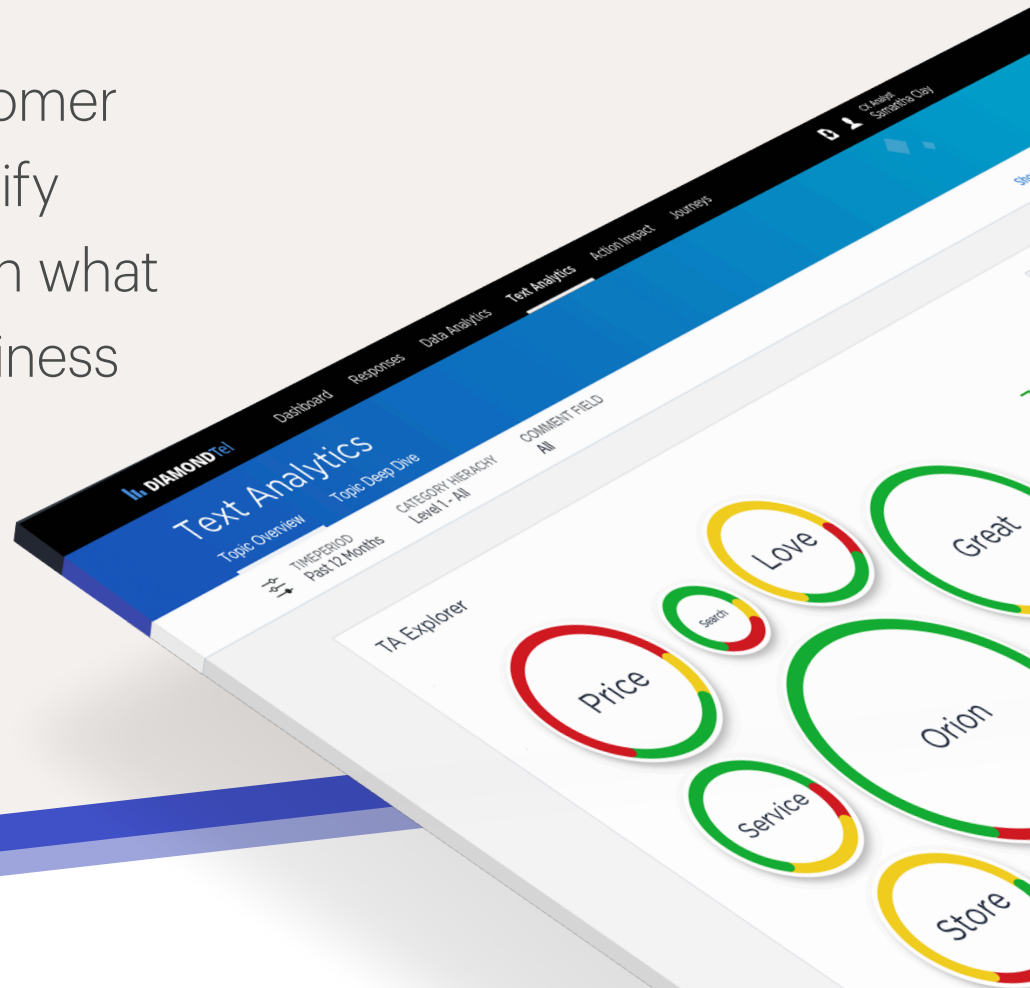 omer
ify
n what
iness
DIAMONDTel
Dashboard
Responses
Data Analytics
Text Analytics
Action Impact
Journeys
CX Analyst
Samantha Clay
Text Analytics
Topic Overview
Topic Deep Dive
TIMEPERIOD
Past 12 Months
CATEGORY HIERACHY
Level 1 - All
COMMENT FIELD
All
TA Explorer
Love
Great
Search
Price
Orion
Service
Store